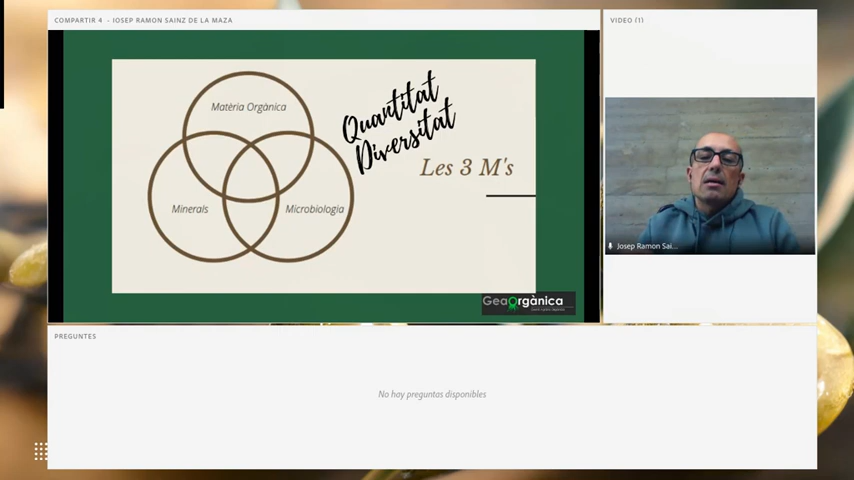 COMPARTIR 4 - JOSEP RAMON SAINZ DE LA MAZA
VIDEO (1)
Matèria Orgànica
Quantitat
Diversitat
Les 3 M's
Minerals
Microbiologia
GeaOrgànica
Josep Ramon Sai...
PREGUNTES
No hay preguntas disponibles